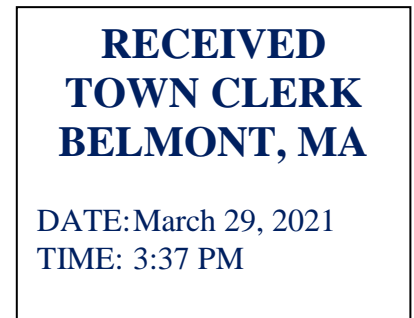 RECEIVED
TOWN CLERK
BELMONT, MA
DATE:March 29, 2021
TIME: 3:37 PM